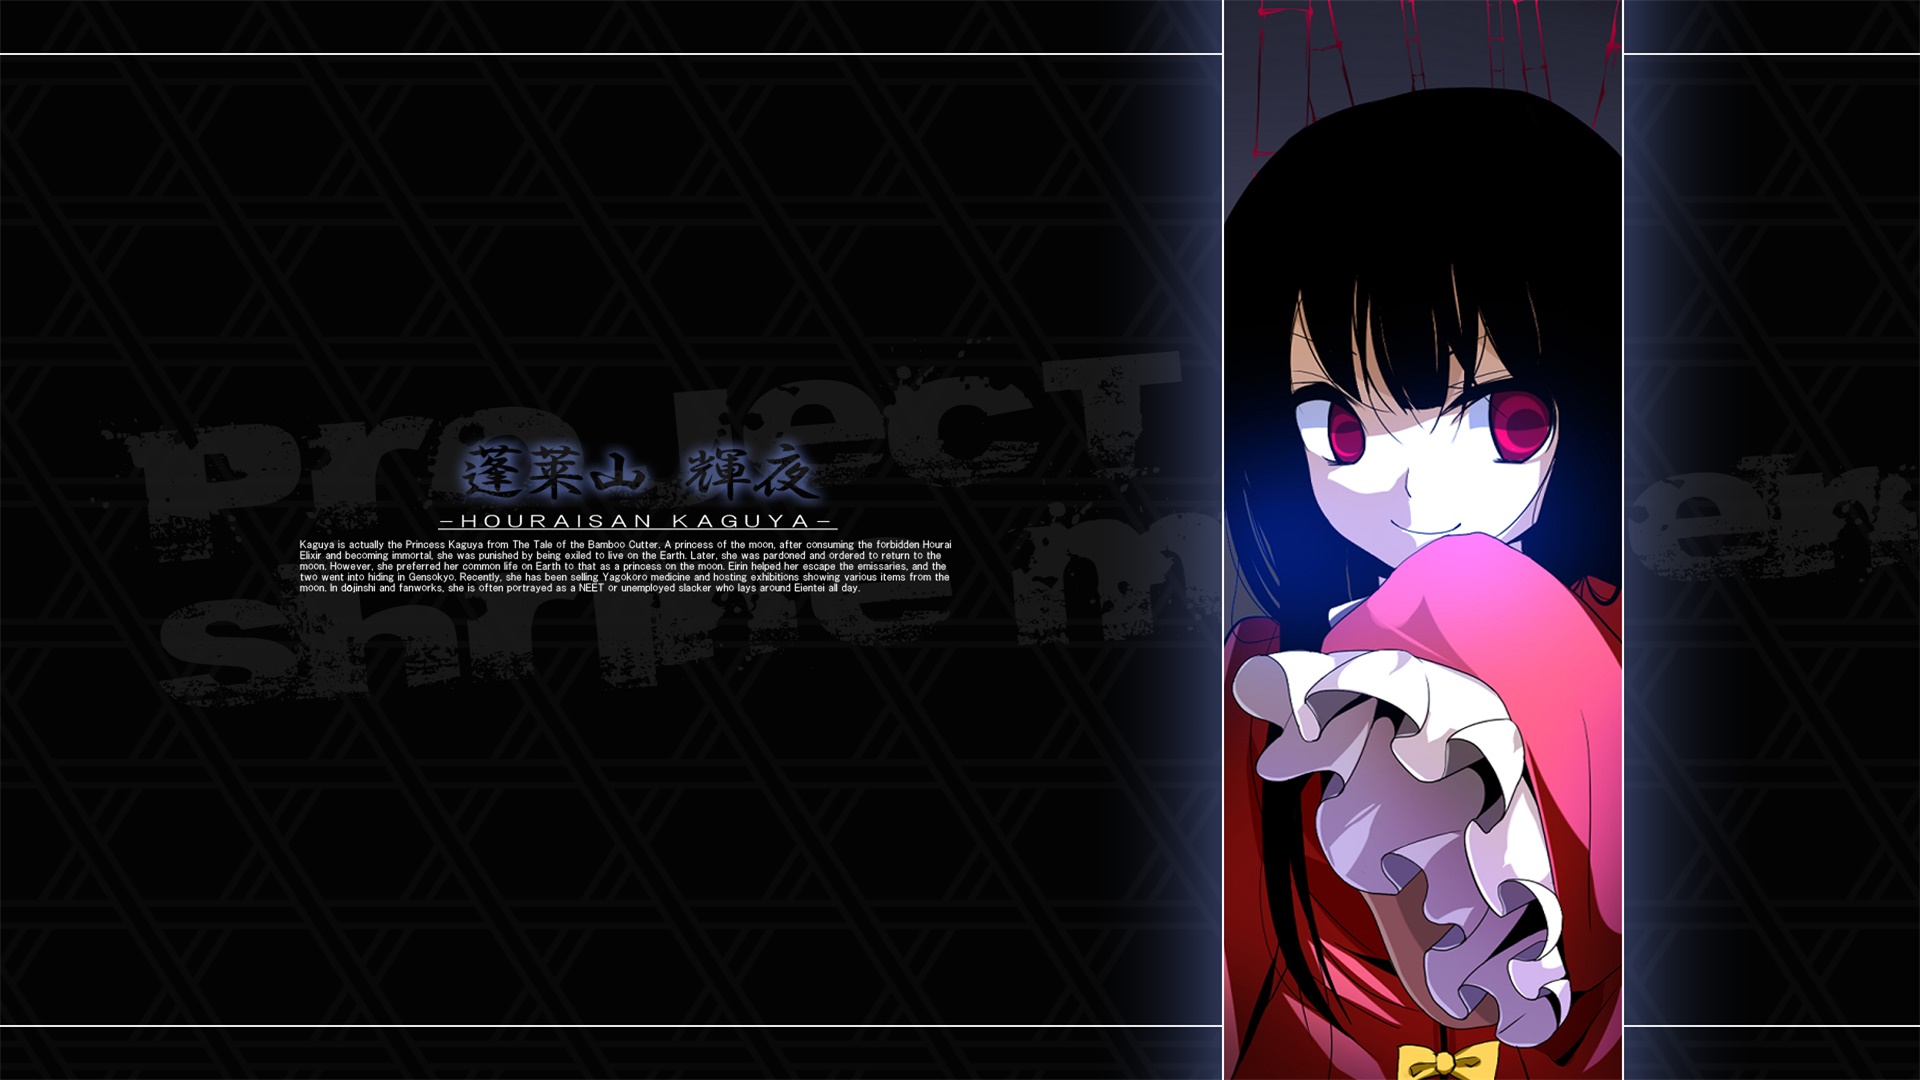 Project
shrine maiden
蓬莱山 輝夜
-HOURAISAN KAGUYA-
Kaguya is actually the Princess Kaguya from The Tale of the Bamboo Cutter. A princess of the moon, after consuming the forbidden Hourai
Elixir and becoming immortal, she was punished by being exiled to live on the Earth. Later, she was pardoned and ordered to return to the
moon. However, she preferred her common life on Earth to that as a princess on the moon. Eirin helped her escape the emissaries, and the
two went into hiding in Gensokyo. Recently, she has been selling Yagokoro medicine and hosting exhibitions showing various items from the
moon. In dojinshi and fanworks, she is often portrayed as a NEET or unemployed slacker who lays around Eientei all day.